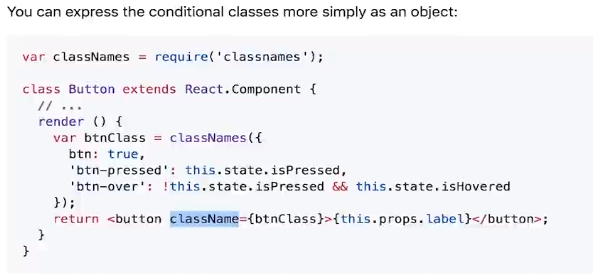 You can express the conditional classes more simply as an object:
var classNames = require('classnames');
class Button extends React.Component {
// ...
render () {
var btnClass = classNames({
btn: true,
'btn-pressed': this.state.isPressed,
'btn-over': !this.state.isPressed && this.state.isHovered
});
return <button className={btnClass}>{this.props.label}</button>;
}
}